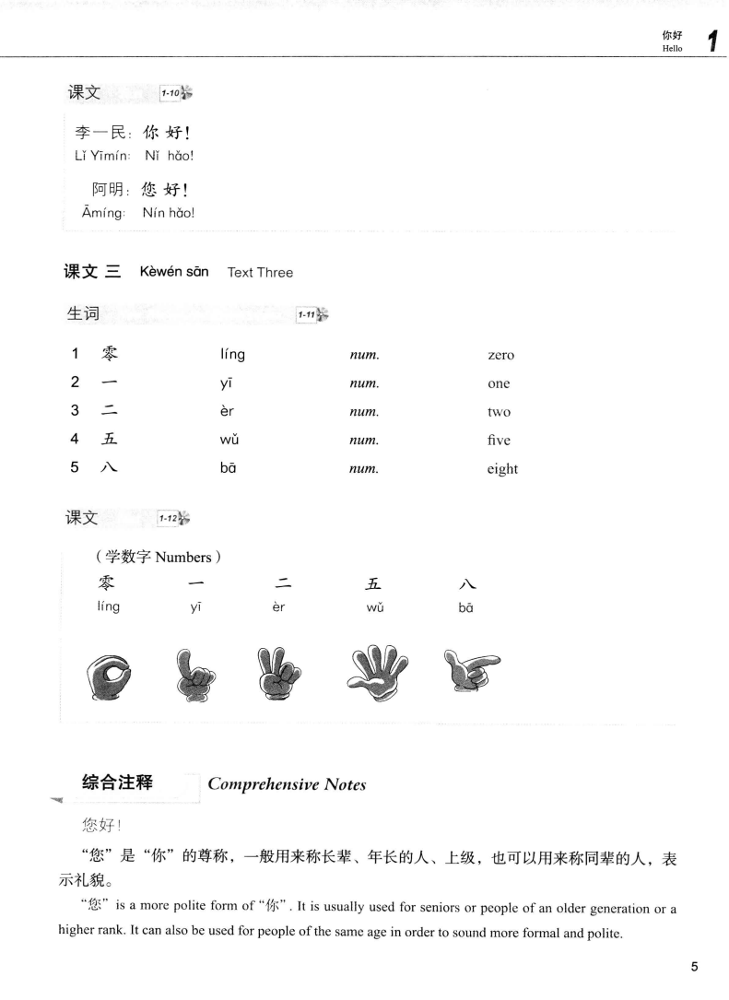 你好
Hello
1
课文 1-10
李一民：你 好！
Lǐ Yīmín: Nǐ hǎo!
阿明：您 好！
Āmíng: Nín hǎo!
课文 三 Kèwén sān Text Three
生词 1-11
1 零 líng num. zero
2 一 yī num. one
3 二 èr num. two
4 五 wǔ num. five
5 八 bā num. eight
课文 1-12
（学数字 Numbers）
零 一 二 五 八
líng yī èr wǔ bā
综合注释 Comprehensive Notes
您好！
“您”是“你”的尊称，一般用来称长辈、年长的人、上级，也可以用来称同辈的人，表
示礼貌。
“您” is a more polite form of “你”. It is usually used for seniors or people of an older generation or a
higher rank. It can also be used for people of the same age in order to sound more formal and polite.
5